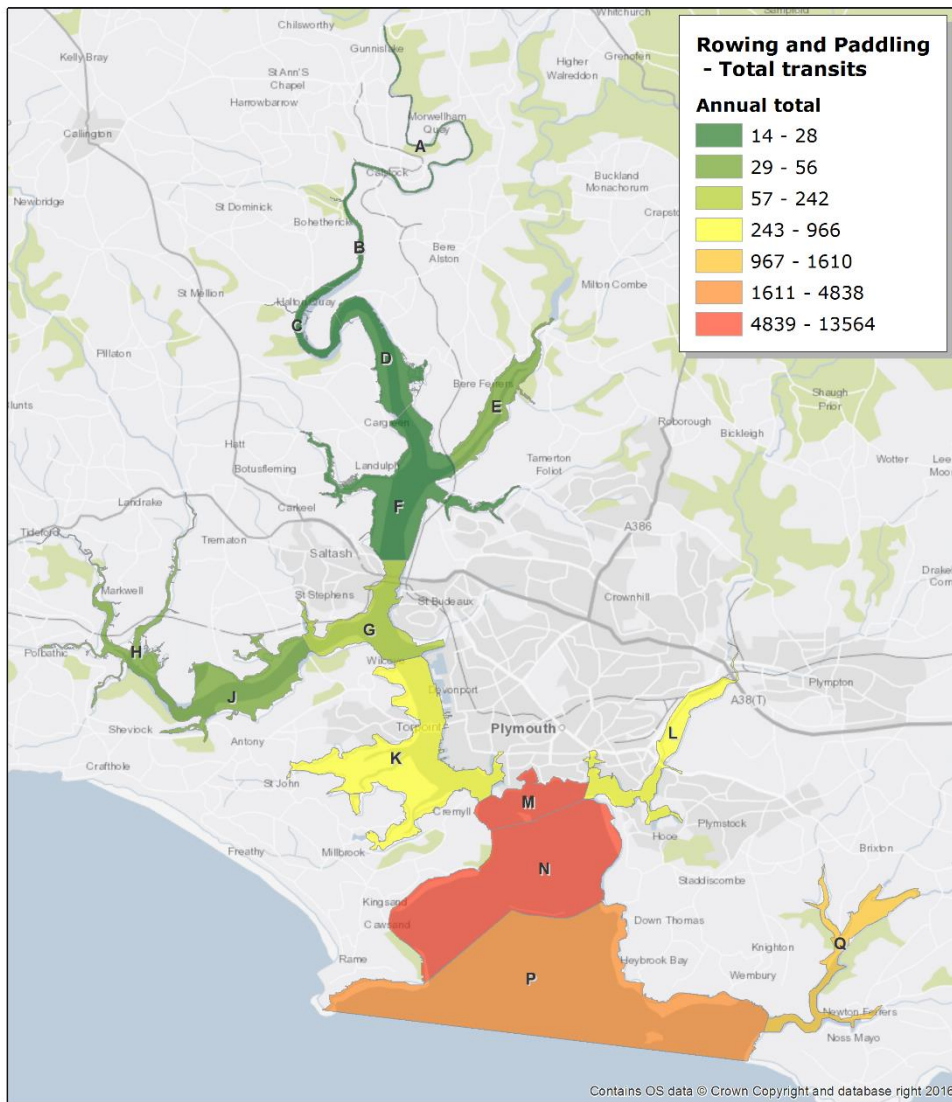 Rowing and Paddling
- Total transits
Annual total
14 - 28
29 - 56
57 - 242
243 - 966
967 - 1610
1611 - 4838
4839 - 13564
Chilsworthy
Whitchurch
Gunnislake
Kelly Bray
Grenofen
St Ann'S
Chapel
Higher
Walreddon
Harrowbarrow
Callington
Morwellham
Quay
A
Calstock
Buckland
Monachorum
Newbridge
St Dominick
Bohetherick
B
Bere
Alston
St Mellion
Halton Quay
Milton Combe
C
Pillaton
D
Bere Ferrers
E
Shaugh
Prior
Cargreen
Roborough
Bickleigh
Hatt
Botusfleming
Landulph
Tamerton
Foliot
Wotter
Landrake
Carkeel
F
A386
Tideford
Trematon
Saltash
Markwell
St Stephens
St Budeaux
Crownhill
G
Polbathic
H
Devonport
Plympton
J
A38(T)
Sheviock
Antony
Torpoint
Plymouth
L
Crafthole
K
St John
M
Cremyll
Plymstock
Hooe
Freathy
Millbrook
Brixton
N
Staddiscombe
Kingsand
Cawsand
Down Thomas
Knighton
Q
Rame
Heybrook Bay
P
Wembury
Newton Ferrers
Noss Mayo
Contains OS data © Crown Copyright and database right 2016